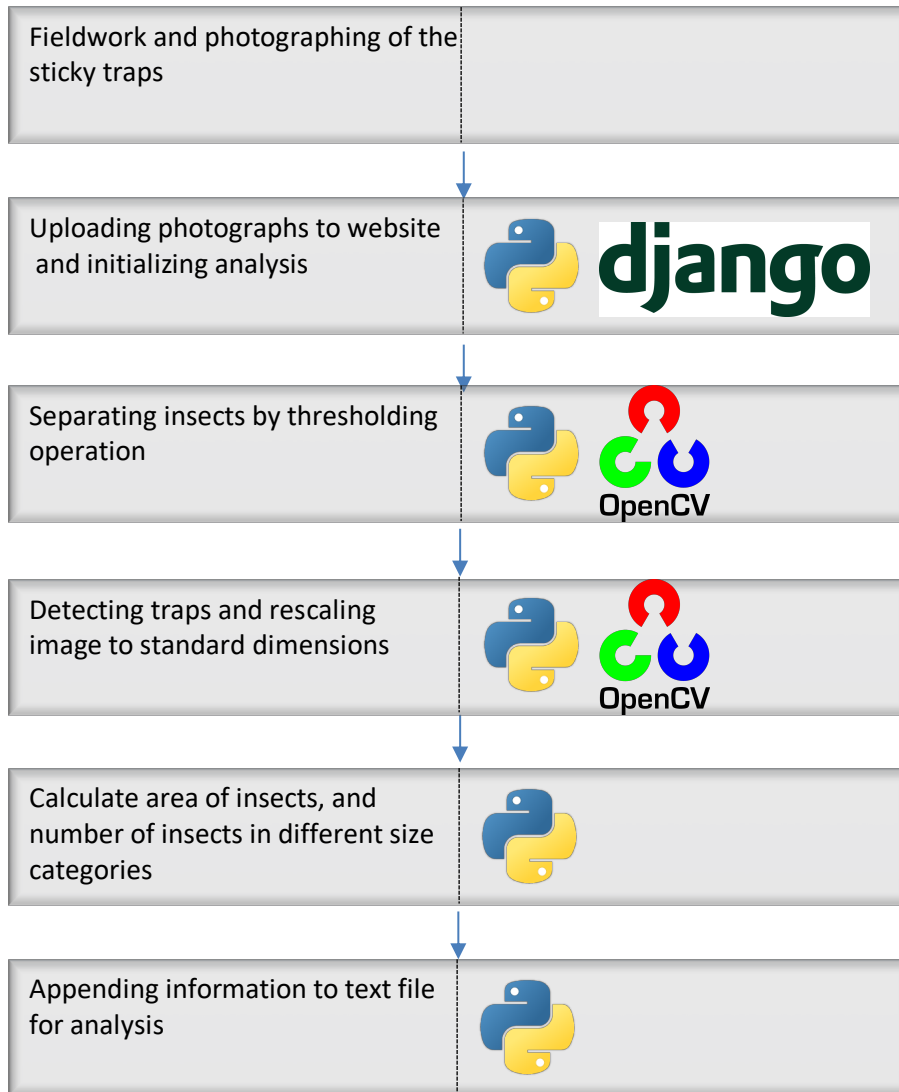 Fieldwork and photographing of the
sticky traps
Uploading photographs to website
and initializing analysis
django
Separating insects by thresholding
operation
OpenCV
Detecting traps and rescaling
image to standard dimensions
OpenCV
Calculate area of insects, and
number of insects in different size
categories
Appending information to text file
for analysis